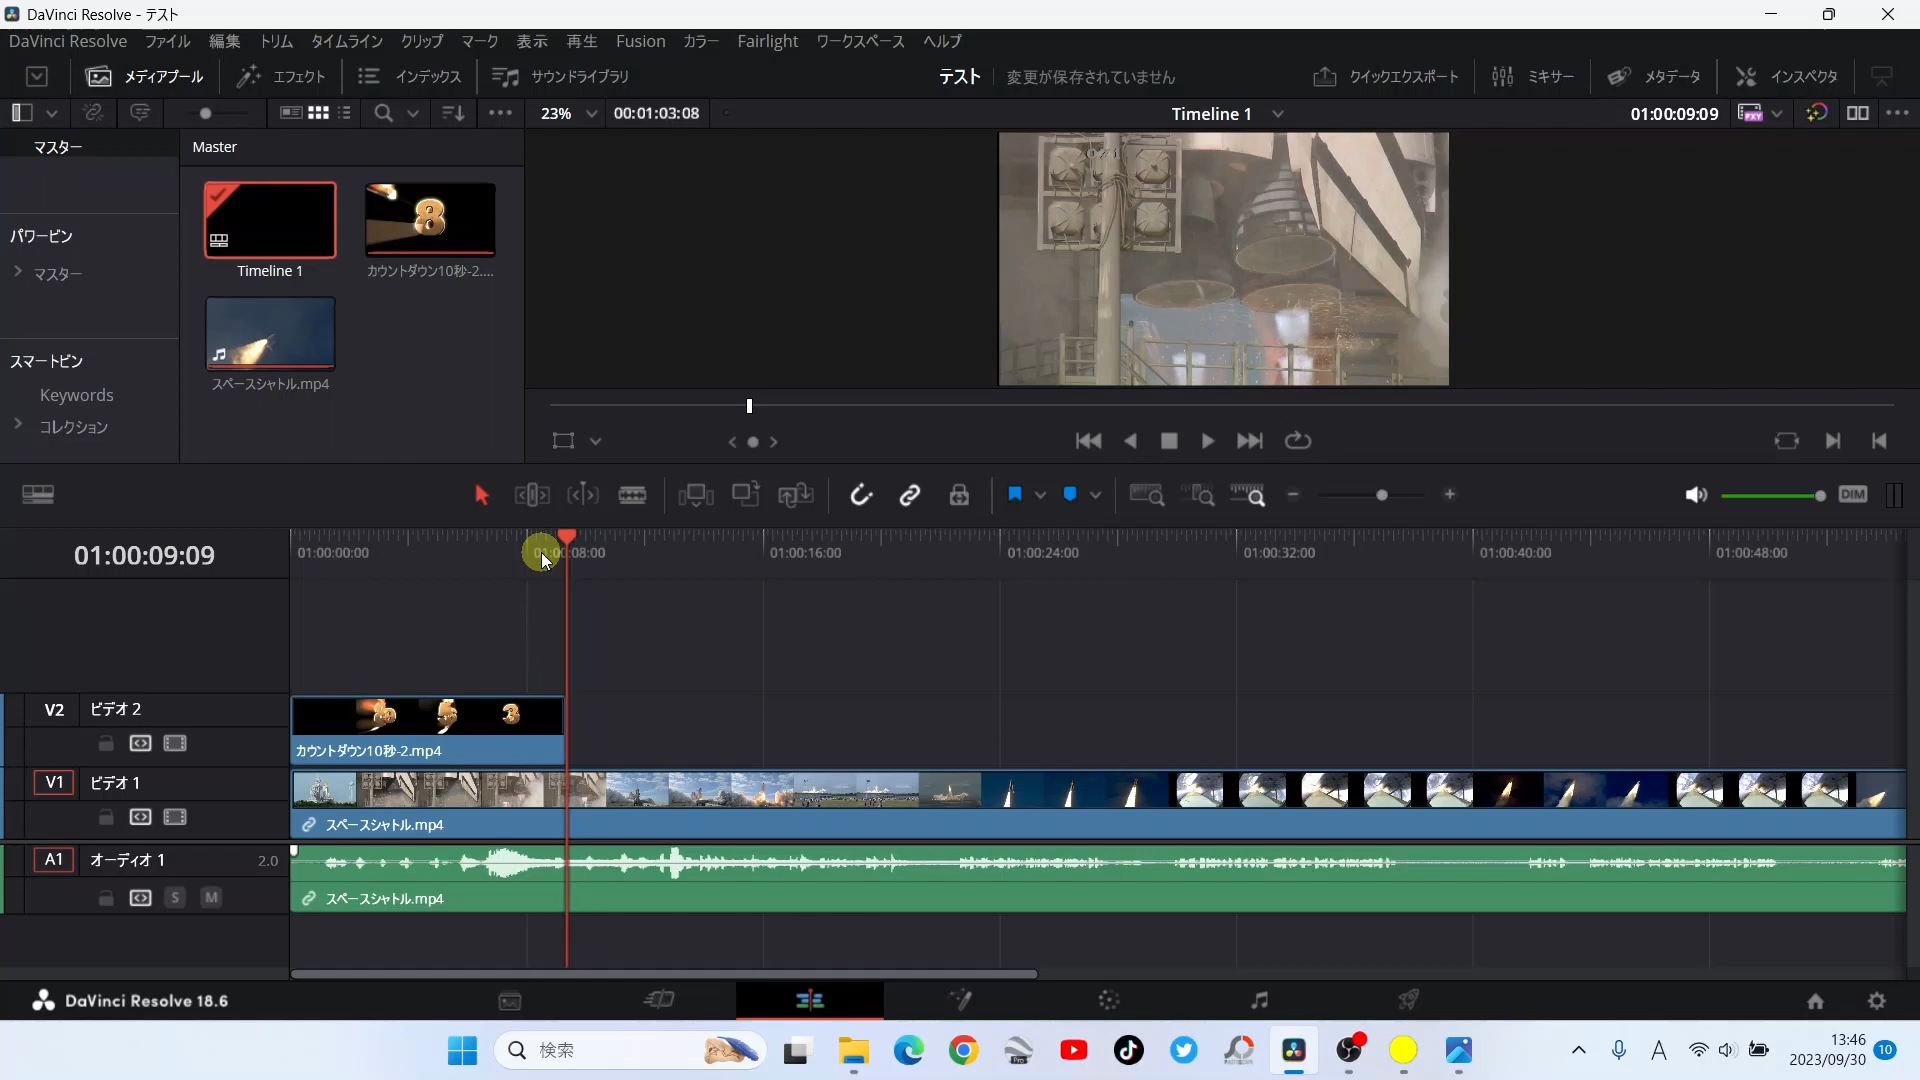 DaVinci Resolve - テスト
DaVinci Resolve ファイル 編集 トリム タイムライン クリップ マーク 表示 再生 Fusion カラー Fairlight ワークスペース ヘルプ
メディアプール エフェクト インデックス サウンドライブラリ テスト 変更が保存されていません クイックエクスポート ミキサー メタデータ インスペクタ
23% 00:01:03:08 Timeline 1 01:00:09:09
マスター
Master
パワービン
マスター
スマートビン
Keywords
コレクション
8
Timeline 1
カウントダウン10秒-2....
スペースシャトル.mp4
DIM
01:00:09:09
01:00:00:00 01:00:08:00 01:00:16:00 01:00:24:00 01:00:32:00 01:00:40:00 01:00:48:00
V2 ビデオ 2
3
カウントダウン10秒-2.mp4
V1 ビデオ 1
スペースシャトル.mp4
A1 オーディオ 1 2.0
S M
スペースシャトル.mp4
DaVinci Resolve 18.6
検索
A
13:46
2023/09/30
10